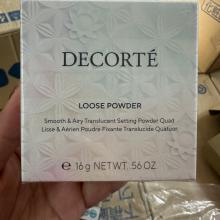 DECORTÉ
LOOSE POWDER
Smooth & Airy Translucent Setting Powder Quad
Lisse & Aérien Poudre Fixante Translucide Quatuor
℮ 16 g NET WT. .56 OZ.